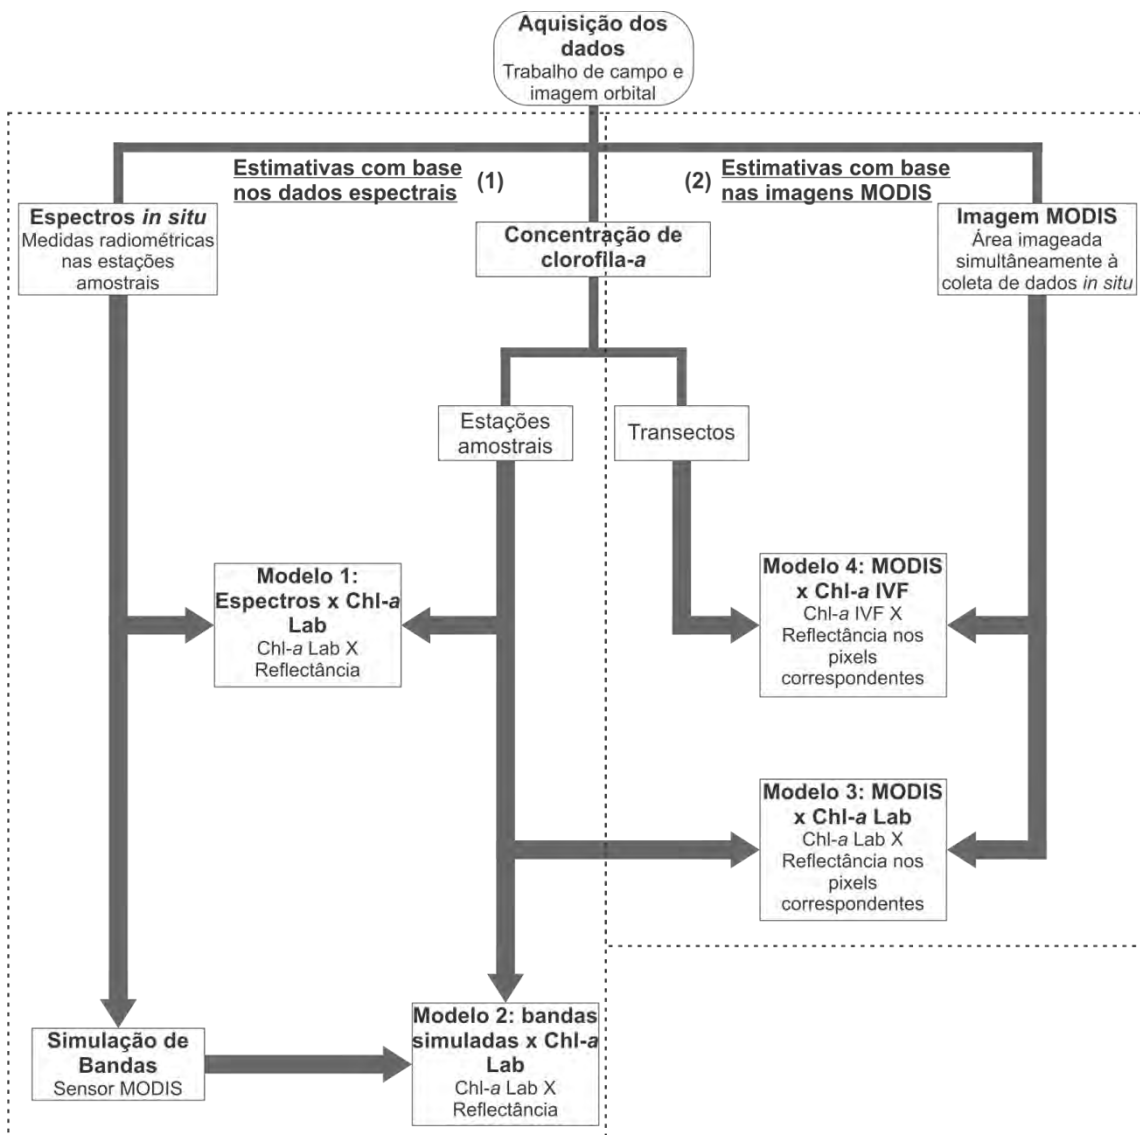 Aquisição dos
dados
Trabalho de campo e
imagem orbital
Estimativas com base
nos dados espectrais
(1)
(2)
Estimativas com base
nas imagens MODIS
Espectros in situ
Medidas radiométricas
nas estações
amostrais
Concentração de
clorofila-a
Imagem MODIS
Área imageada
simultâneamente à
coleta de dados in situ
Estações
amostrais
Transectos
Modelo 1:
Espectros x Chl-a
Lab
Chl-a Lab X
Reflectância
Modelo 4: MODIS
x Chl-a IVF
Chl-a IVF X
Reflectância nos
pixels
correspondentes
Modelo 3: MODIS
x Chl-a Lab
Chl-a Lab X
Reflectância nos
pixels
correspondentes
Simulação de
Bandas
Sensor MODIS
Modelo 2: bandas
simuladas x Chl-a
Lab
Chl-a Lab X
Reflectância